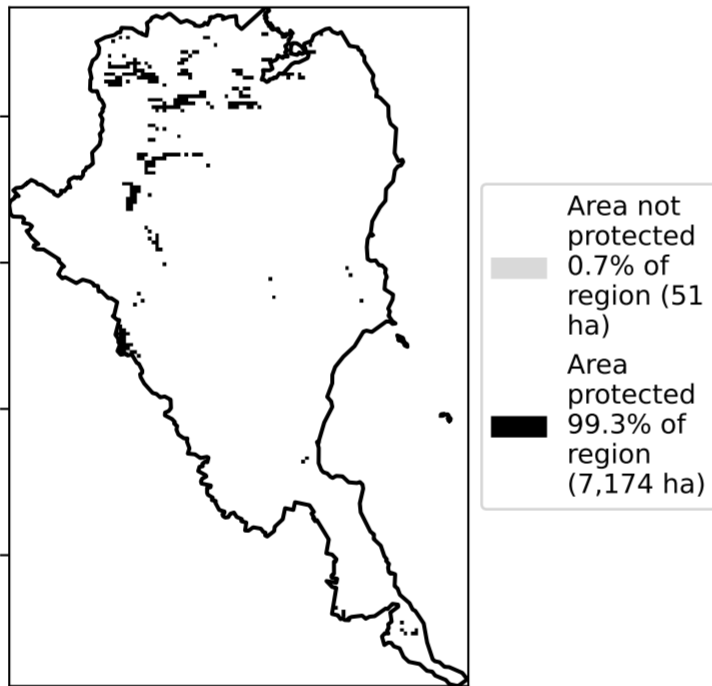 Area not
protected
0.7% of
region (51
ha)
Area
protected
99.3% of
region
(7,174 ha)